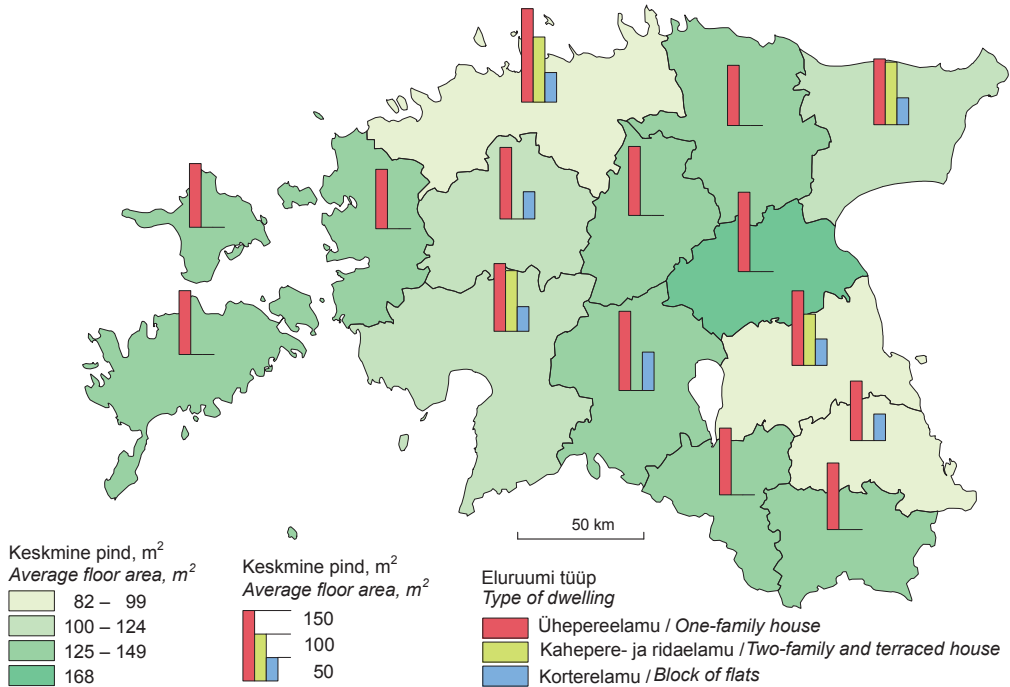 50 km
Keskmine pind, m²
Average floor area, m²
82 – 99
100 – 124
125 – 149
168
Keskmine pind, m²
Average floor area, m²
150
100
50
Eluruumi tüüp
Type of dwelling
Ühepereelamu / One-family house
Kahepere- ja ridaelamu / Two-family and terraced house
Korterelamu / Block of flats